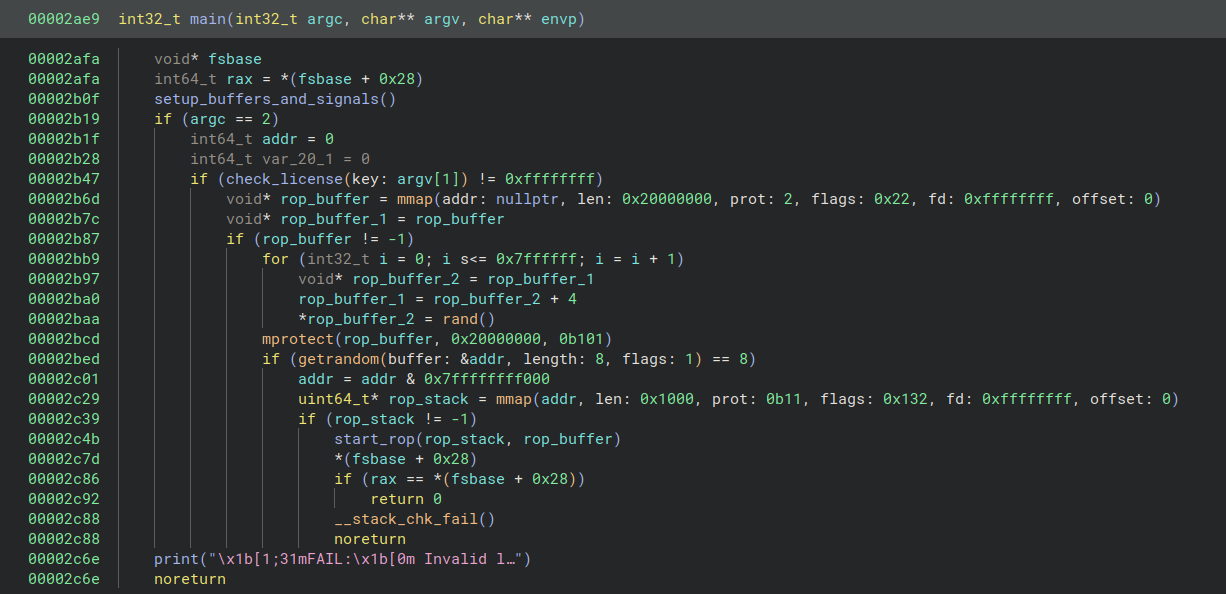 00002ae9 int32_t main(int32_t argc, char** argv, char** envp)
00002afa void* fsbase
00002afa int64_t rax = *(fsbase + 0x28)
00002b0f setup_buffers_and_signals()
00002b19 if (argc == 2)
00002b1f int64_t addr = 0
00002b28 int64_t var_20_1 = 0
00002b47 if (check_license(key: argv[1]) != 0xffffffff)
00002b6d void* rop_buffer = mmap(addr: nullptr, len: 0x20000000, prot: 2, flags: 0x22, fd: 0xffffffff, offset: 0)
00002b7c void* rop_buffer_1 = rop_buffer
00002b87 if (rop_buffer != -1)
00002bb9 for (int32_t i = 0; i s<= 0x7ffffff; i = i + 1)
00002b97 void* rop_buffer_2 = rop_buffer_1
00002ba0 rop_buffer_1 = rop_buffer_2 + 4
00002baa *rop_buffer_2 = rand()
00002bcd mprotect(rop_buffer, 0x20000000, 0b101)
00002bed if (getrandom(buffer: &addr, length: 8, flags: 1) == 8)
00002c01 addr = addr & 0x7ffffffff000
00002c29 uint64_t* rop_stack = mmap(addr, len: 0x1000, prot: 0b11, flags: 0x132, fd: 0xffffffff, offset: 0)
00002c39 if (rop_stack != -1)
00002c4b start_rop(rop_stack, rop_buffer)
00002c7d *(fsbase + 0x28)
00002c86 if (rax == *(fsbase + 0x28))
00002c92 return 0
00002c88 __stack_chk_fail()
00002c88 noreturn
00002c6e print("\x1b[1;31mFAIL:\x1b[0m Invalid l…")
00002c6e noreturn